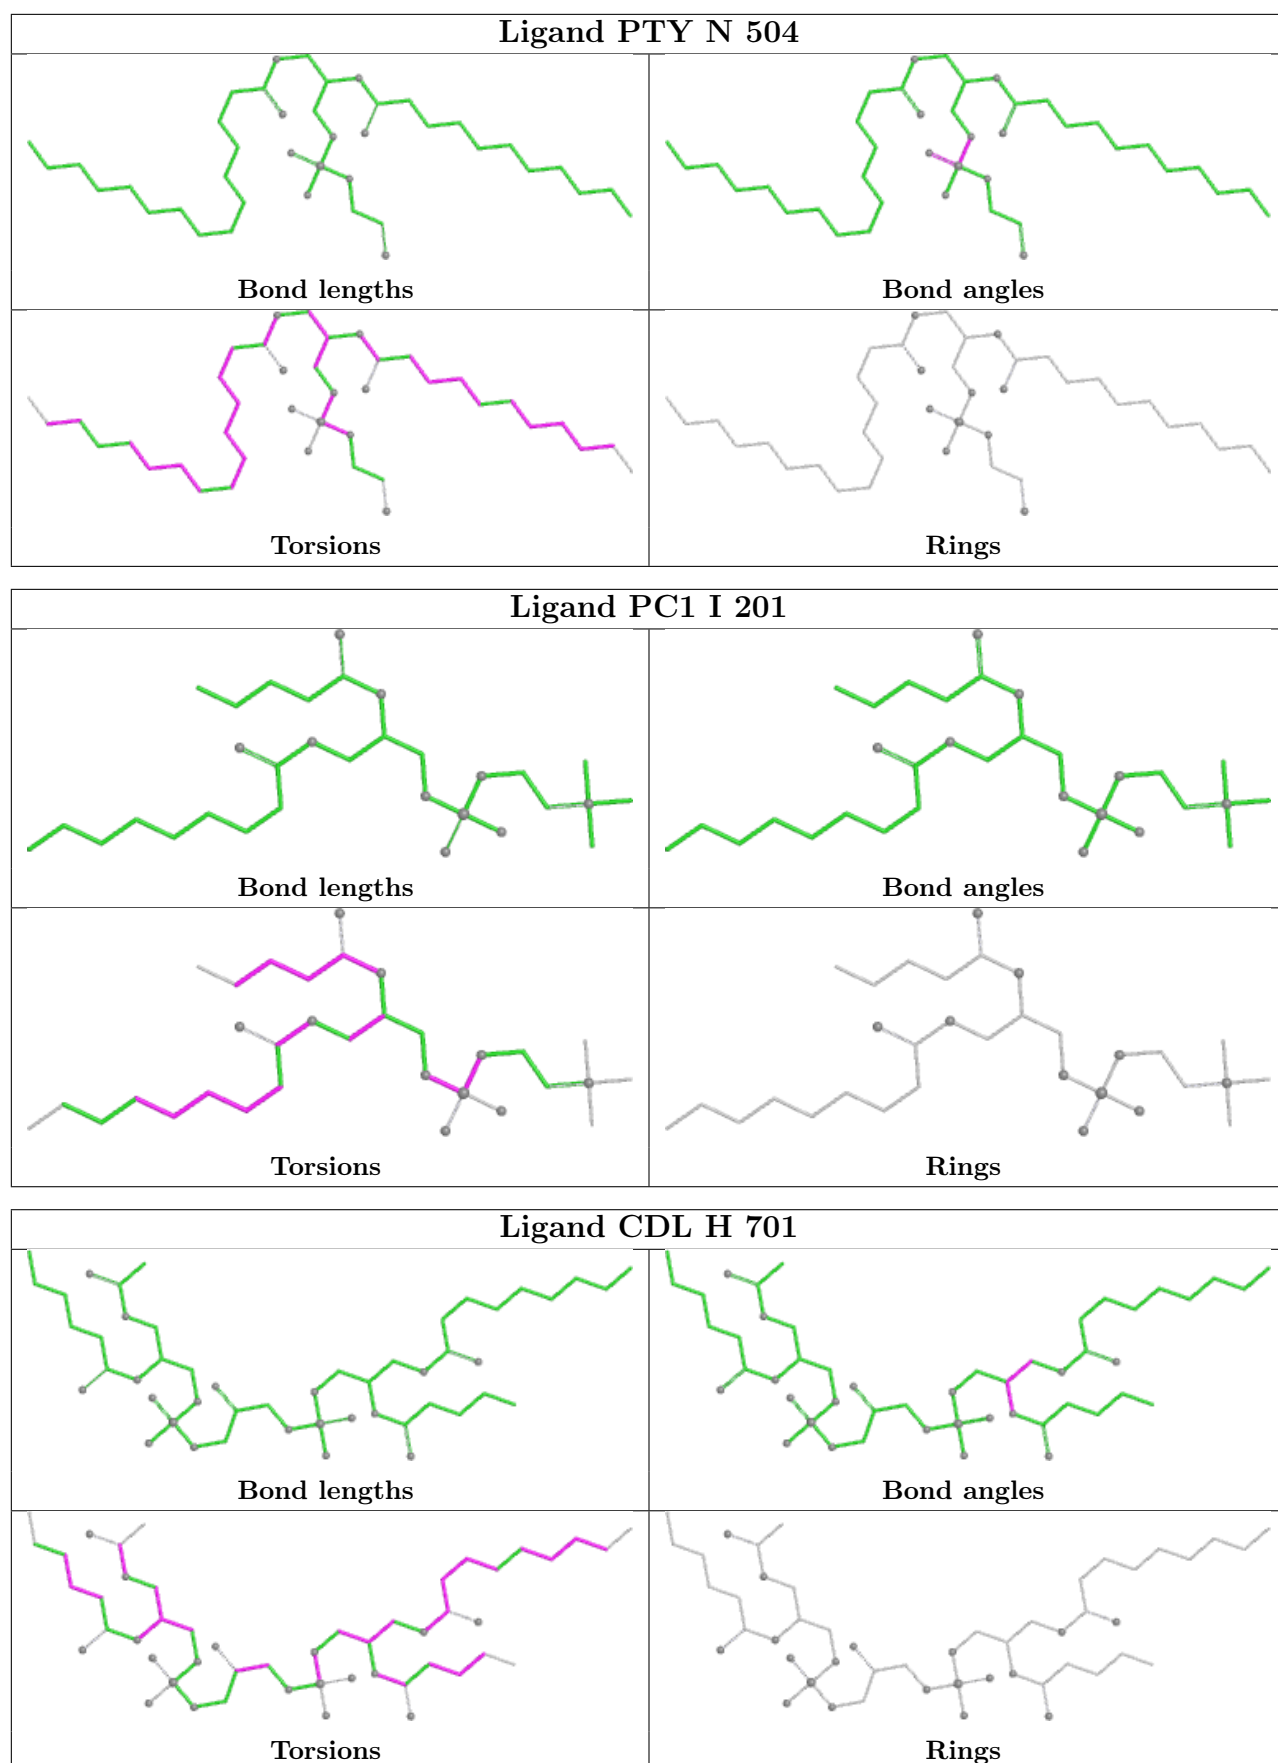 Ligand PTY N 504
Bond lengths
Bond angles
Torsions
Rings
Ligand PC1 I 201
Bond lengths
Bond angles
Torsions
Rings
Ligand CDL H 701
Bond lengths
Bond angles
Torsions
Rings